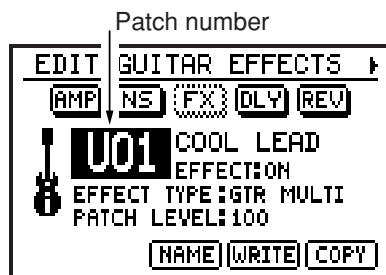 Patch number
EDIT GUITAR EFFECTS
AMP NS FX DLY REV
U01 COOL LEAD
EFFECT:ON
EFFECT TYPE:GTR MULTI
PATCH LEVEL:100
NAME WRITE COPY